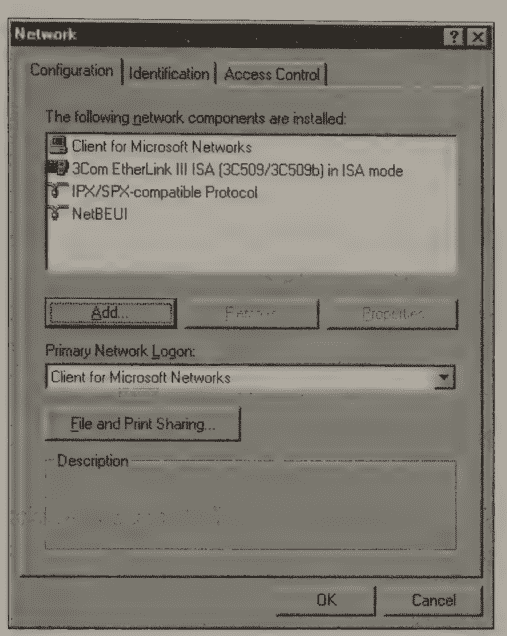 Network
Configuration Identification Access Control
The following network components are installed:
Client for Microsoft Networks
3Com EtherLink III ISA (3C509/3C509b) in ISA mode
IPX/SPX-compatible Protocol
NetBEUI
Add... Remove Properties
Primary Network Logon:
Client for Microsoft Networks
File and Print Sharing...
Description
OK Cancel